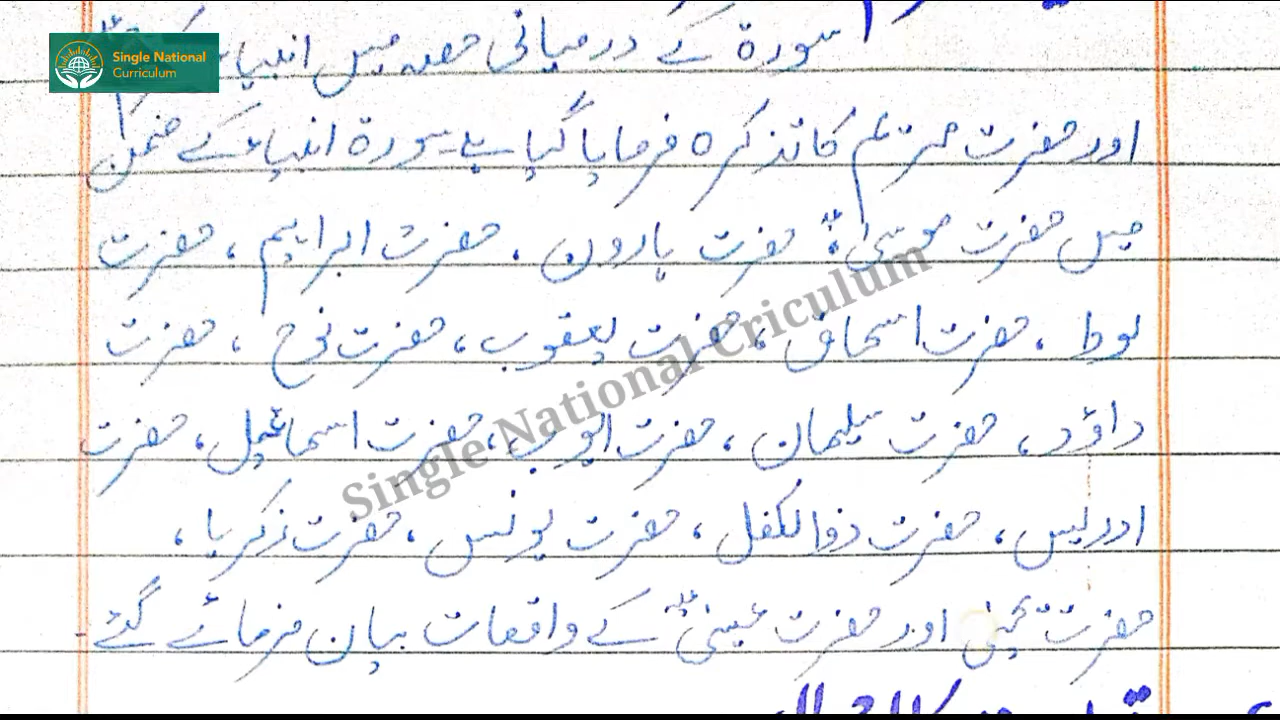 Single National
Curriculum
سورۃ کے درمیانی حصہ میں انبیاء
اور حضرت مریم کا تذکرہ فرمایا گیا ہے۔ سورۃ انبیاء کے ضمن
میں حضرت موسیٰؑ، حضرت ہارون، حضرت ابراہیم، حضرت
لوط، حضرت اسحاق، حضرت یعقوب، حضرت نوح، حضرت
داؤد، حضرت سلیمان، حضرت ایوب، حضرت اسماعیل، حضرت
ادریس، حضرت ذوالکفل، حضرت یونس، حضرت زکریا،
حضرت یحییٰ اور حضرت عیسیٰؑ کے واقعات بیان فرمائے گئے۔
Single National Criculum